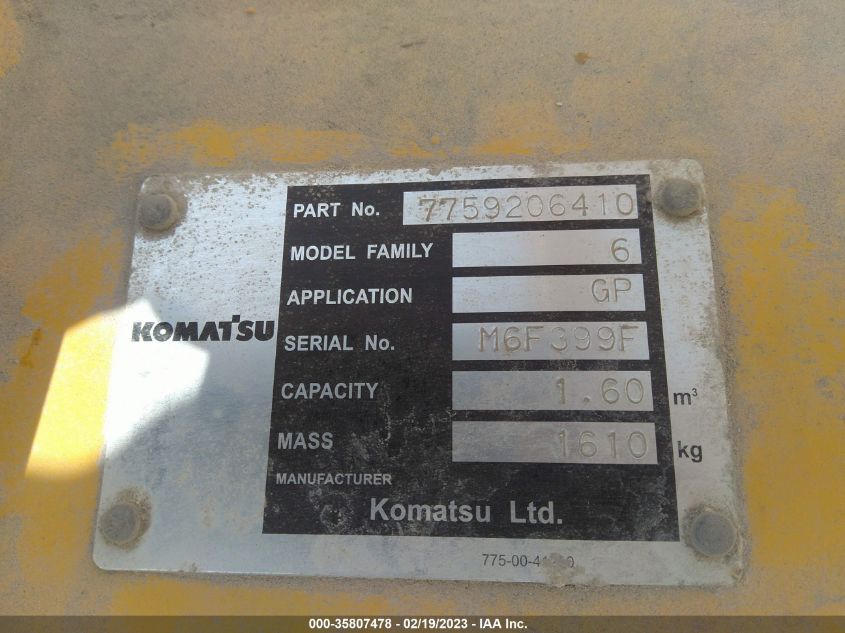 KOMATSU
PART No. 7759206410
MODEL FAMILY 6
APPLICATION GP
SERIAL No. M6F399F
CAPACITY 1.60 m³
MASS 1610 kg
MANUFACTURER
Komatsu Ltd.
000-35807478 - 02/19/2023 - IAA Inc.